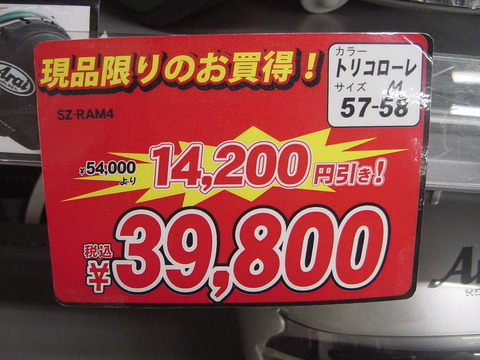 Arai
現品限りのお買得！
カラー
トリコローレ
サイズ M
57-58
SZ-RAM4
¥54,000
より
14,200円引き！
税込
¥39,800